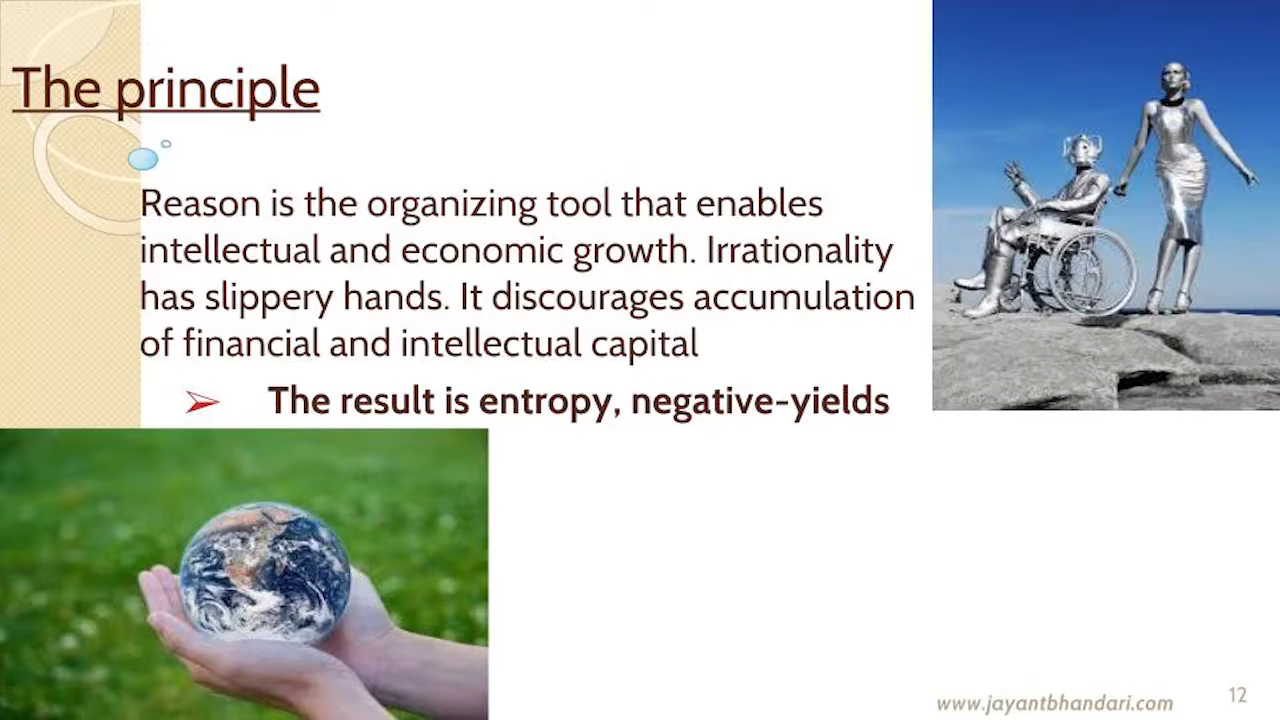 The principle
Reason is the organizing tool that enables
intellectual and economic growth. Irrationality
has slippery hands. It discourages accumulation
of financial and intellectual capital
The result is entropy, negative-yields
www.jayantbhandari.com
12